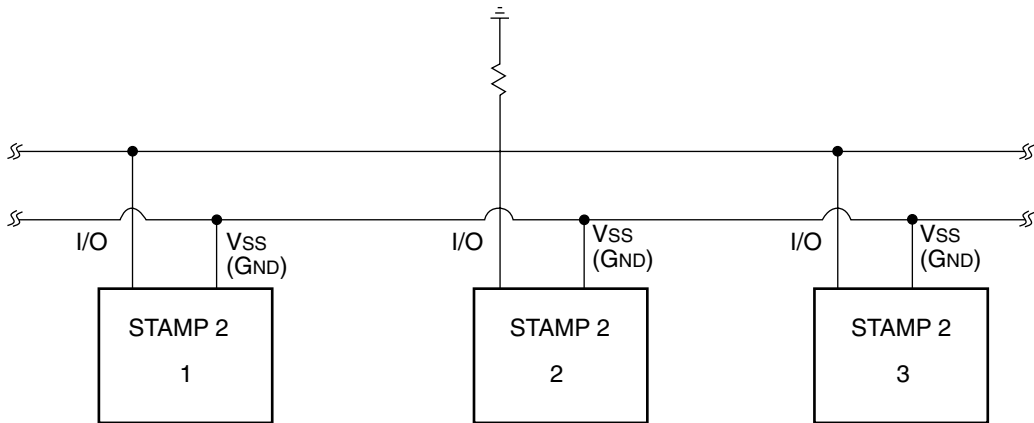 I/O
VSS
(GND)
I/O
VSS
(GND)
I/O
VSS
(GND)
STAMP 2
1
STAMP 2
2
STAMP 2
3